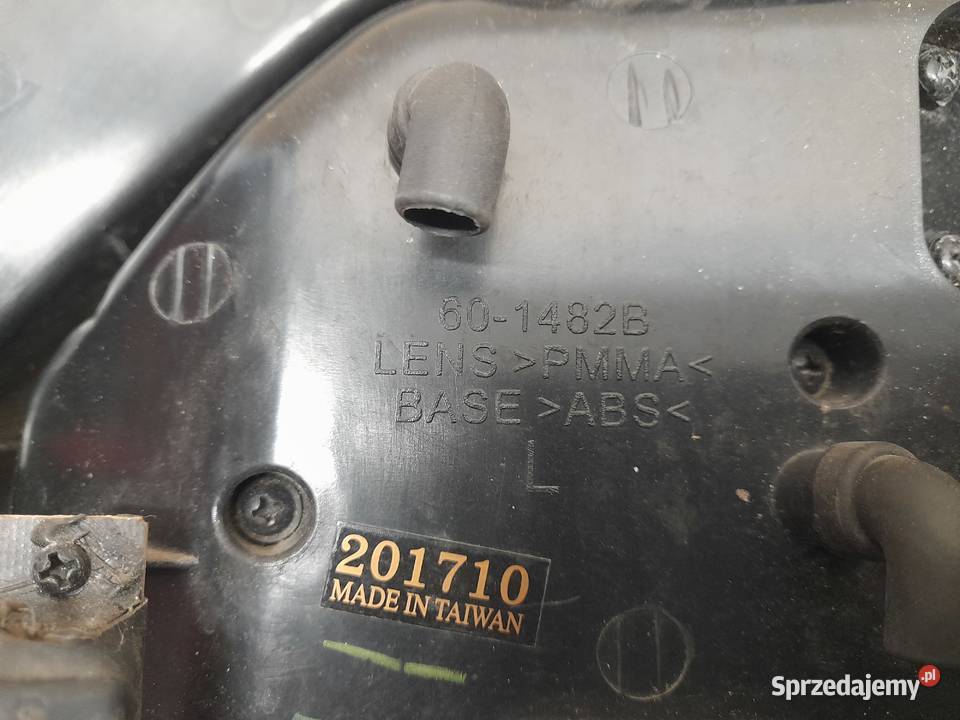 60-1482B
LENS >PMMA<
BASE >ABS<
L
201710
MADE IN TAIWAN
Sprzedajemy.pl